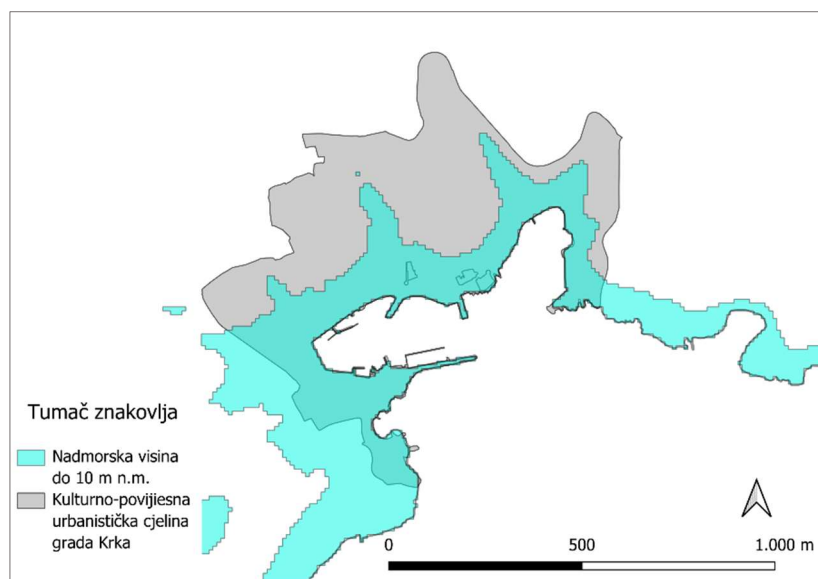 Tumač znakovlja
Nadmorska visina
do 10 m n.m.
Kulturno-povijiesna
urbanistička cjelina
grada Krka
0 500 1.000 m